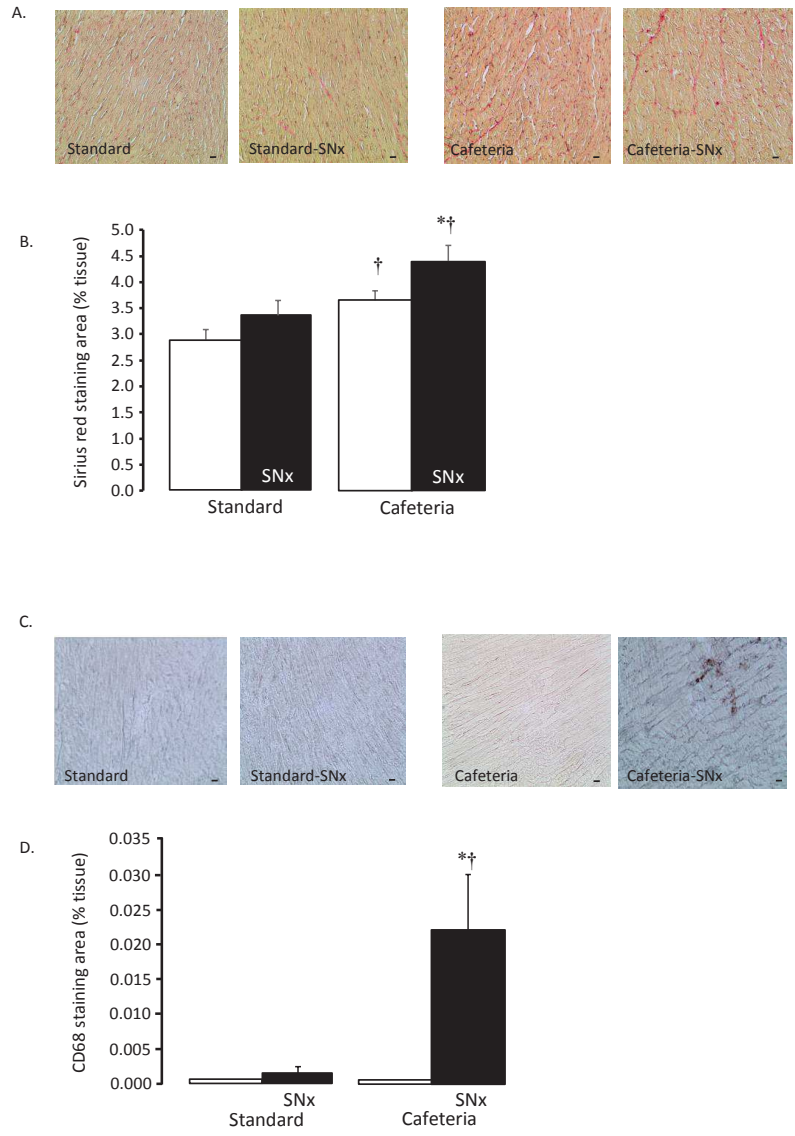 A.
Standard
Standard-SNx
Cafeteria
Cafeteria-SNx
B.
Sirius red staining area (% tissue)
5.0
4.5
4.0
3.5
3.0
2.5
2.0
1.5
1.0
0.5
0.0
†
*†
SNx
SNx
Standard
Cafeteria
C.
Standard
Standard-SNx
Cafeteria
Cafeteria-SNx
D.
CD68 staining area (% tissue)
0.035
0.030
0.025
0.020
0.015
0.010
0.005
0.000
*†
SNx
SNx
Standard
Cafeteria